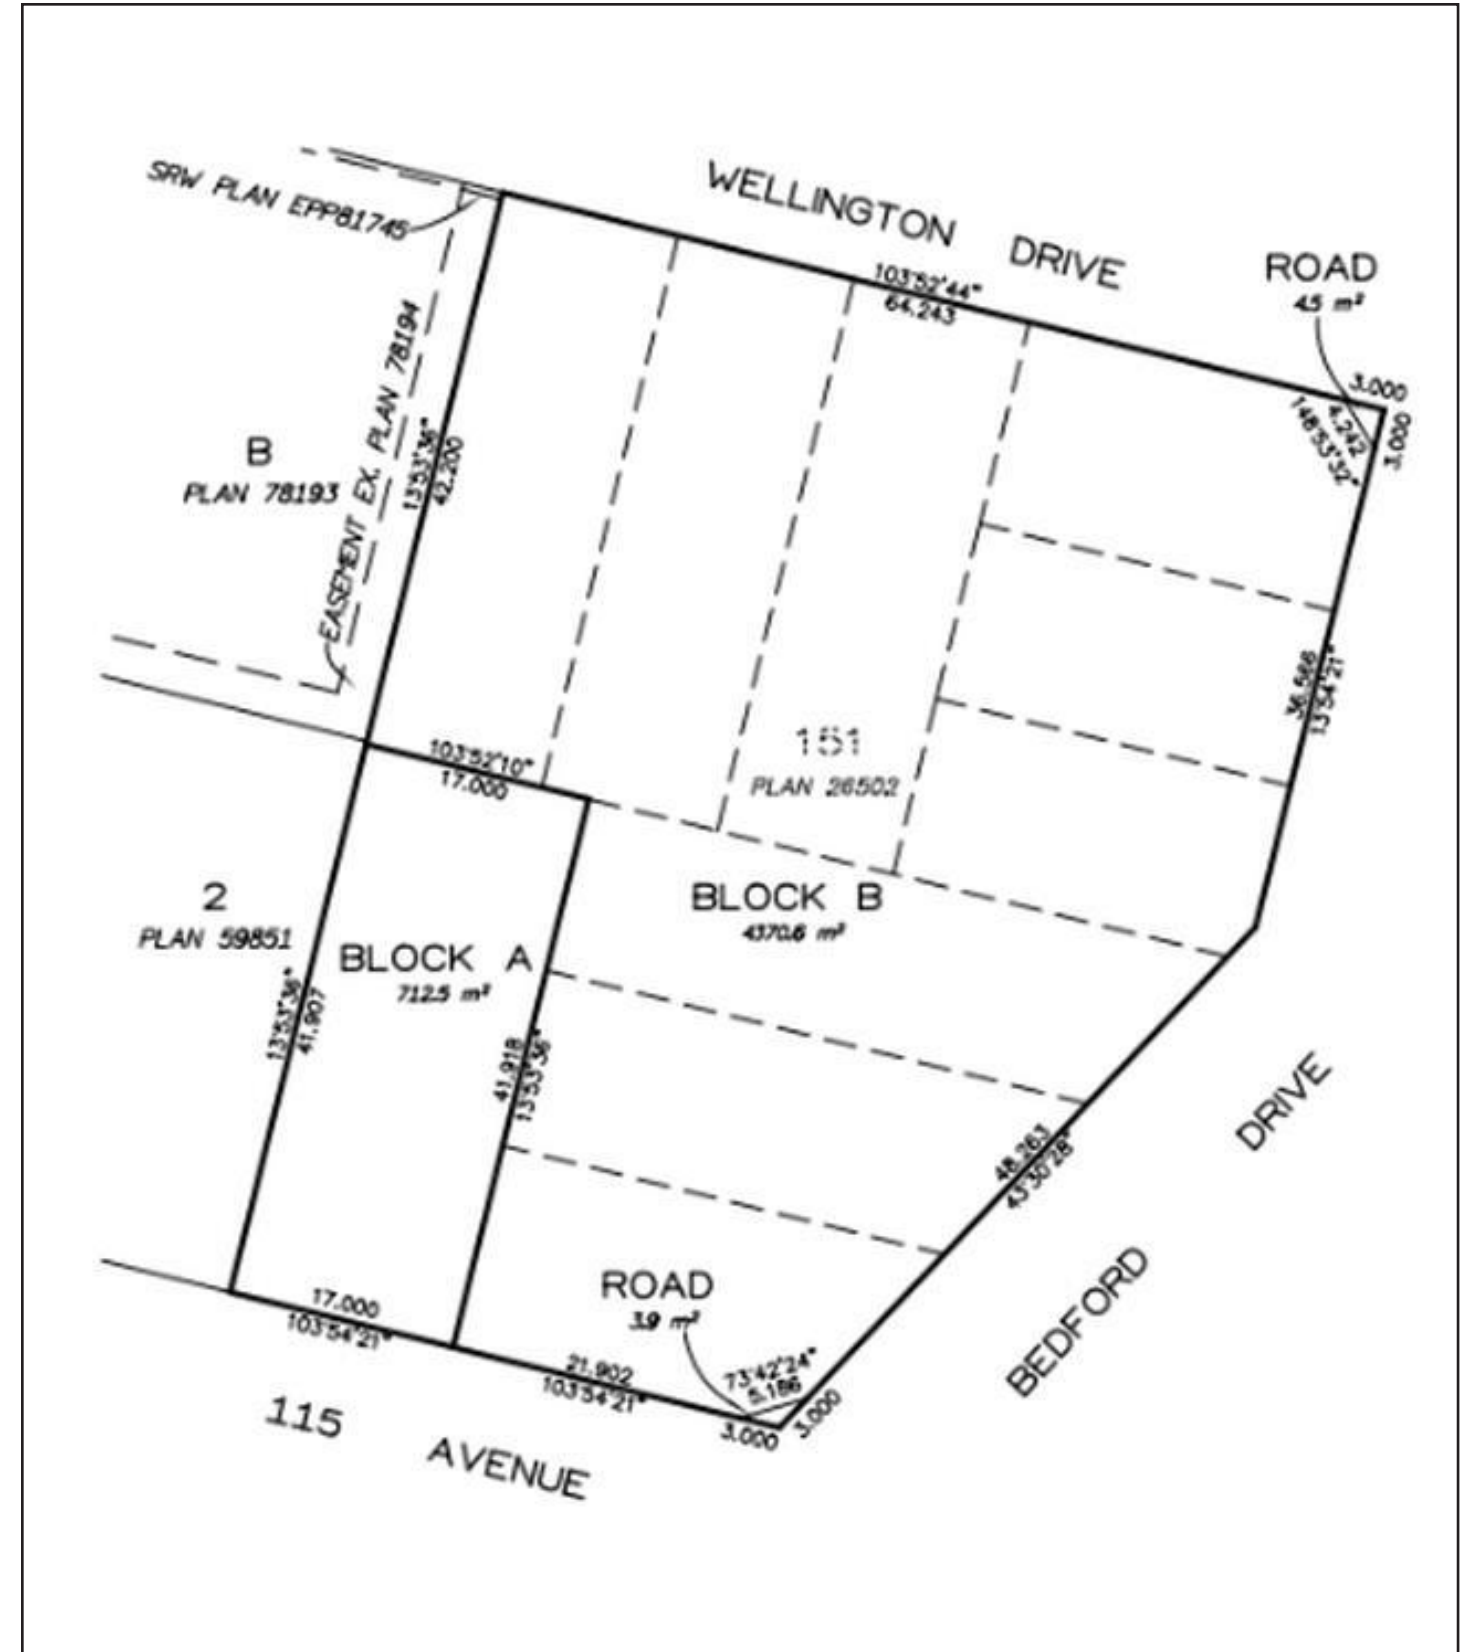 WELLINGTON DRIVE
SRW PLAN EPP81745
ROAD
4.5 m²
103°52'44"
64.243
3.000
3.000
4.242
148°53'32"
EASEMENT EX. PLAN 78194
B
PLAN 78193
13°53'36"
42.200
36.566
13°54'21"
103°52'10"
17.000
151
PLAN 26502
2
PLAN 59851
BLOCK B
4370.6 m²
BLOCK A
712.5 m²
13°53'36"
41.907
41.918
13°53'36"
48.263
43°30'28"
BEDFORD DRIVE
ROAD
3.9 m²
17.000
103°54'21"
21.902
103°54'21"
73°42'24"
5.186
3.000
3.000
115 AVENUE